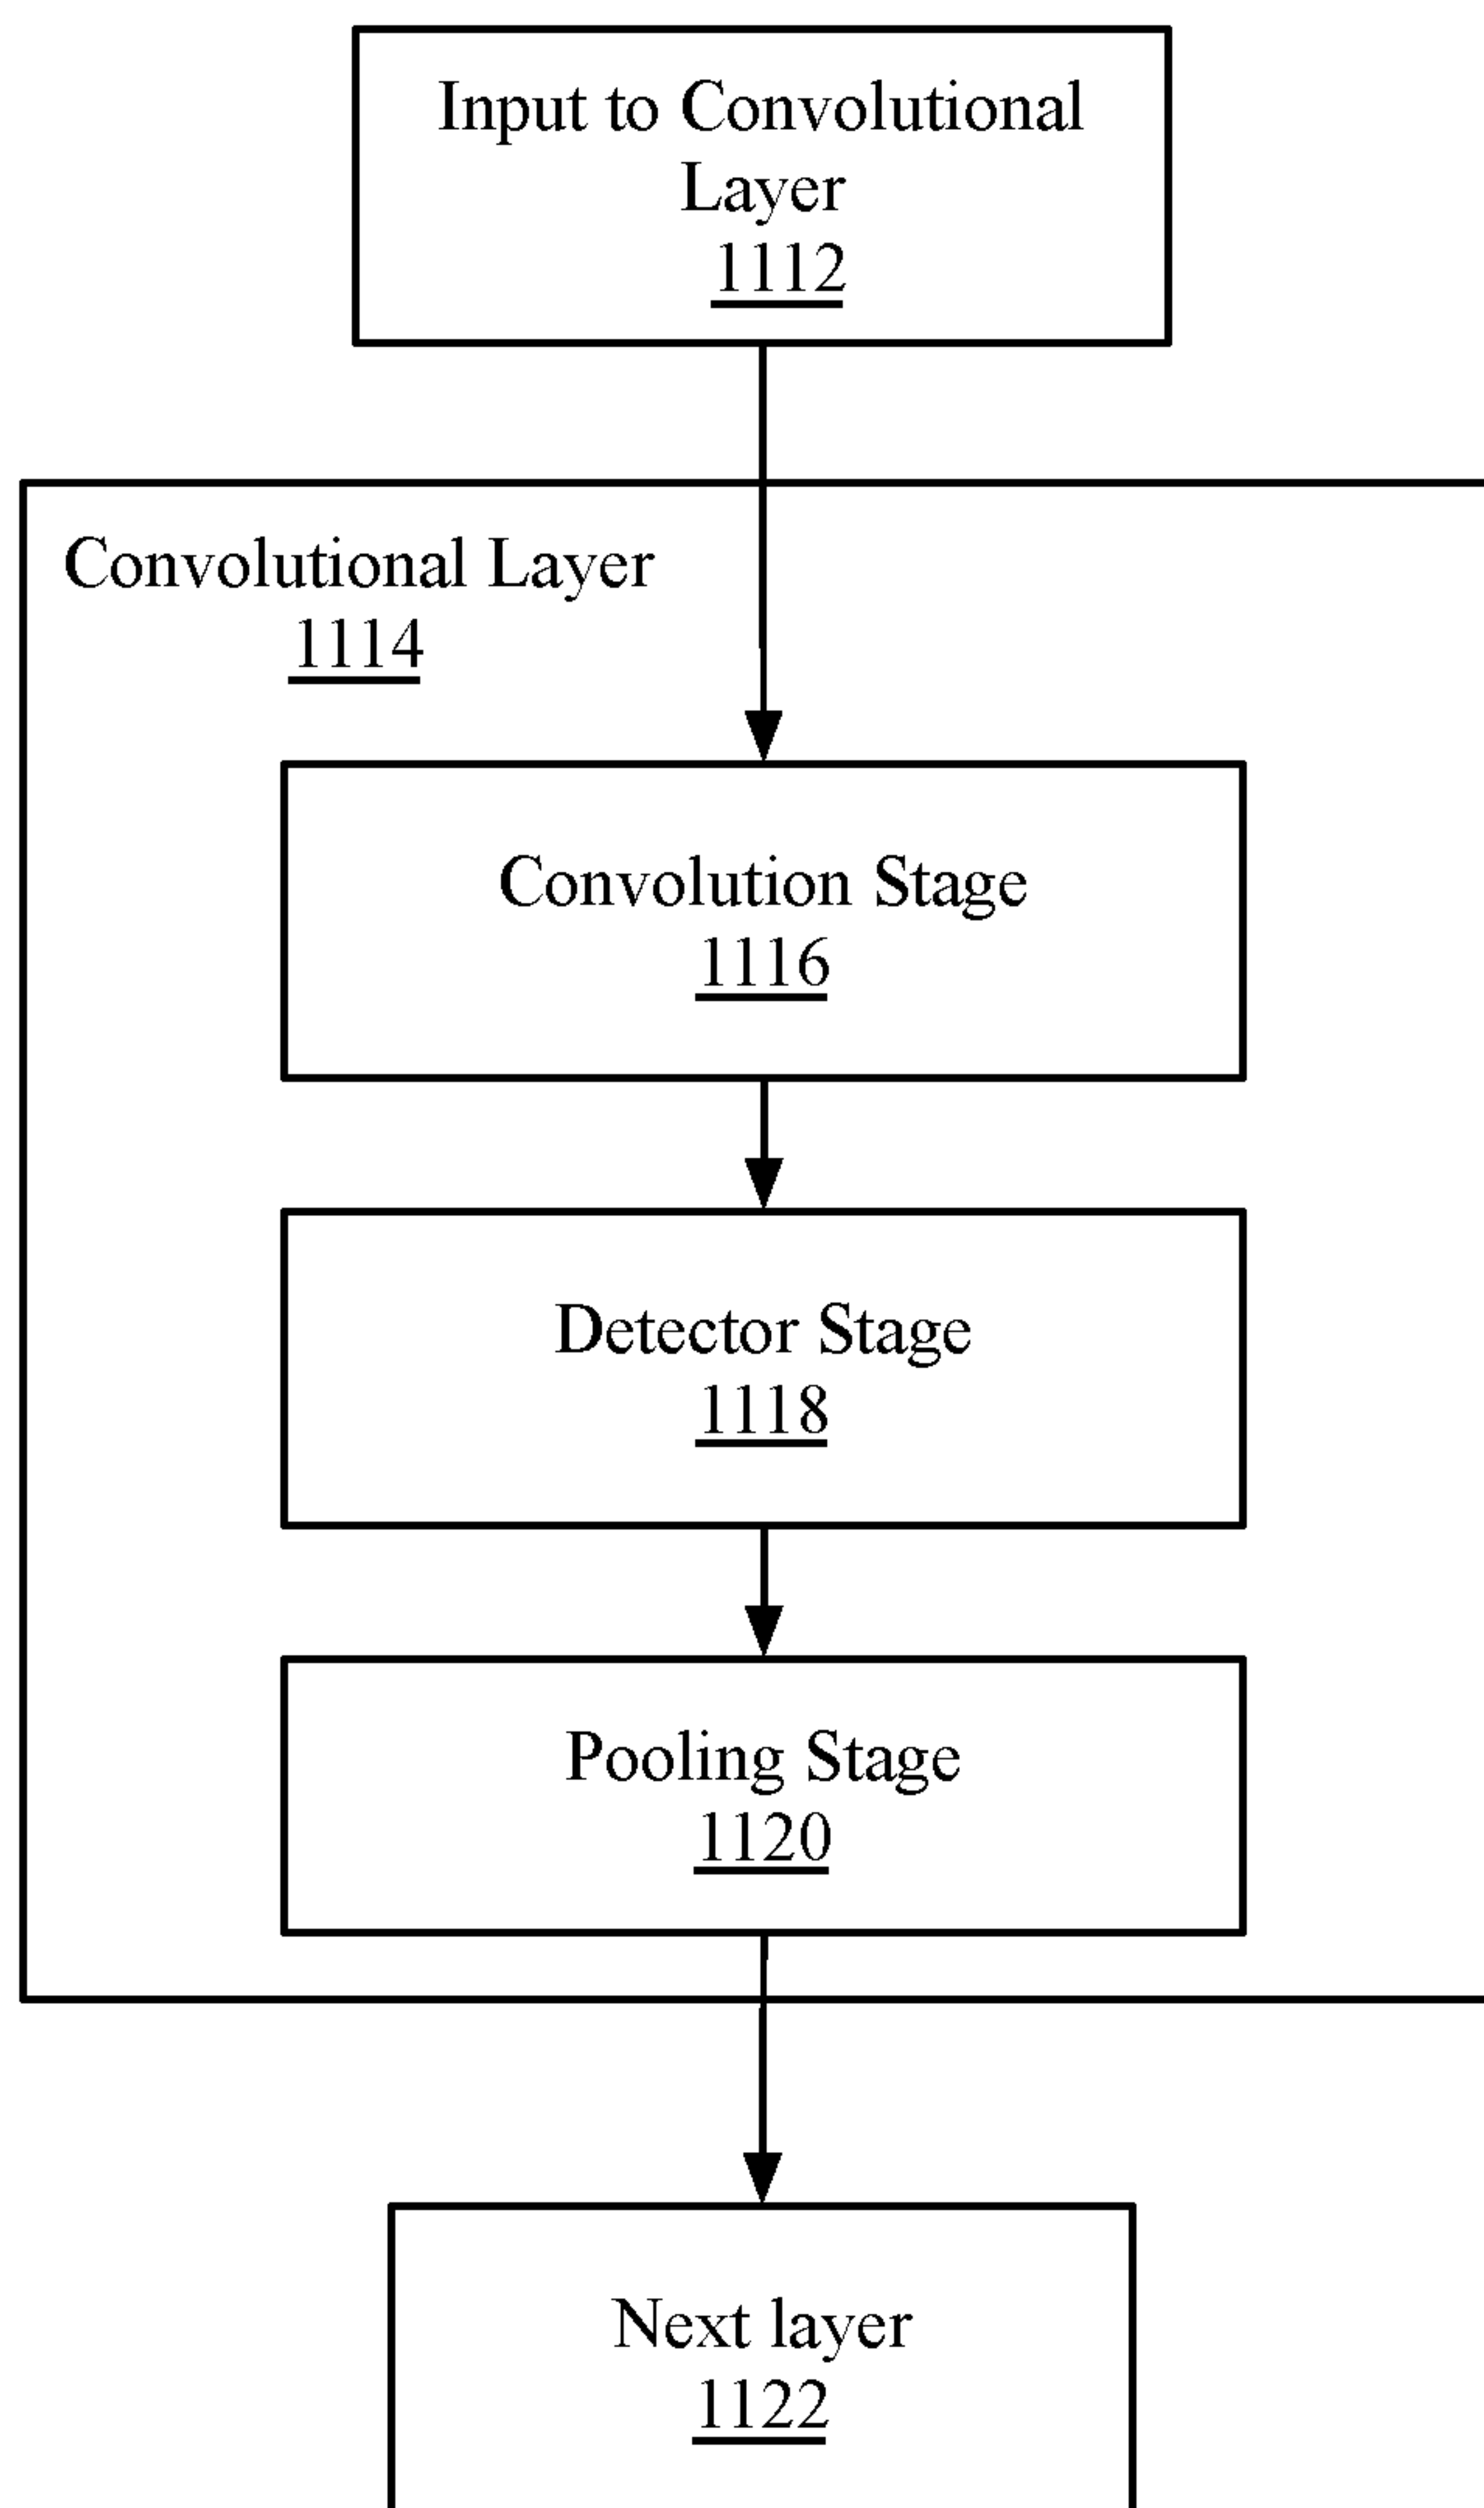 Input to Convolutional
Layer
1112
Convolutional Layer
1114
Convolution Stage
1116
Detector Stage
1118
Pooling Stage
1120
Next layer
1122